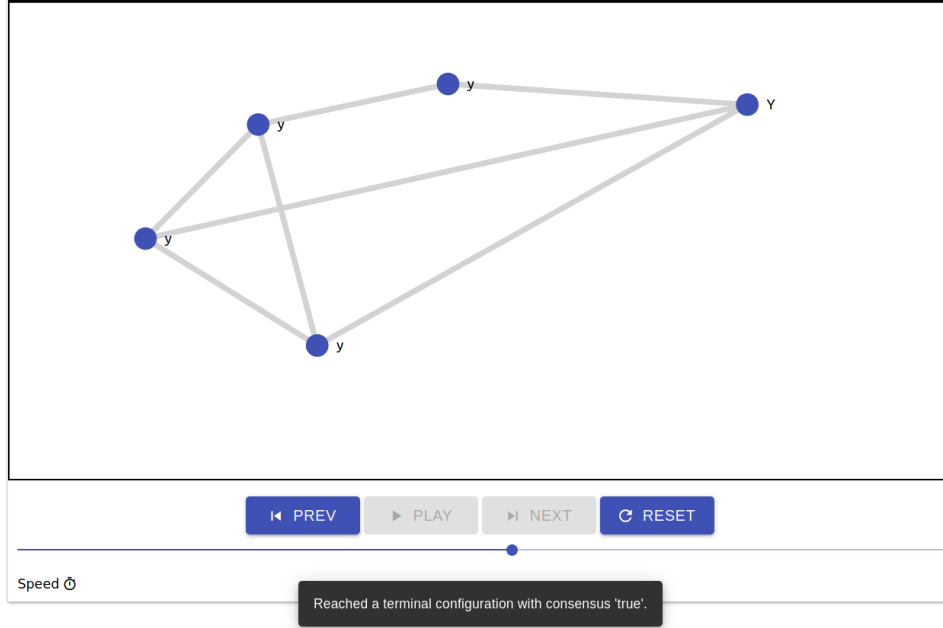 y
Y
y
y
y
PREV
PLAY
NEXT
RESET
Speed
Reached a terminal configuration with consensus 'true'.